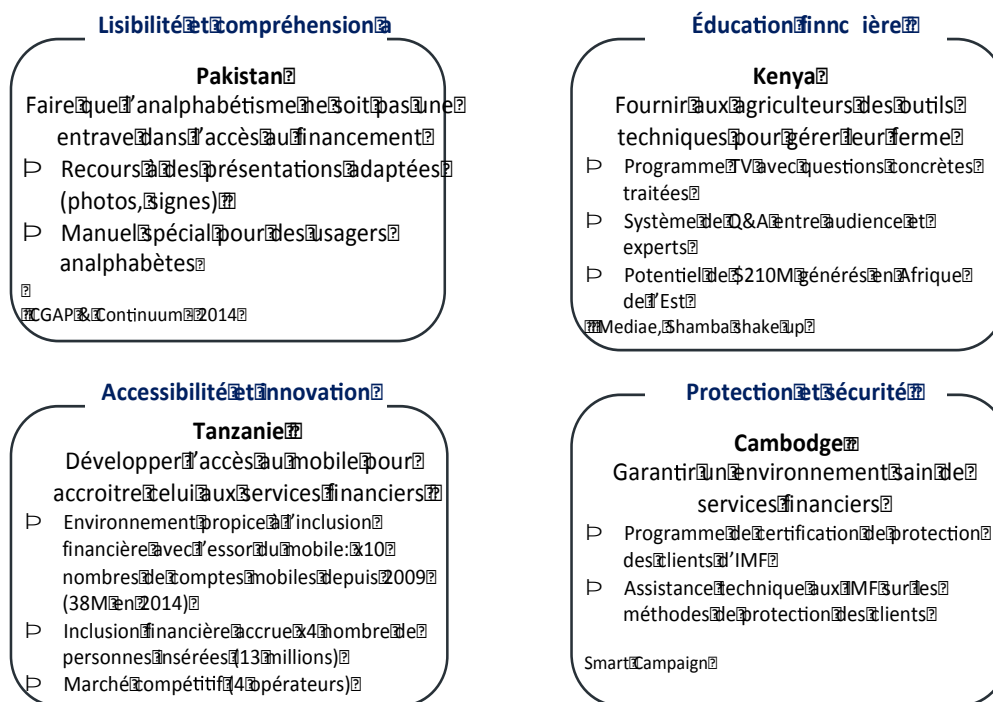 Lisibilité et compréhension a
Pakistan
Faire que l’analphabétisme ne soit pas une
entrave dans l’accès au financement
Recours à des présentations adaptées
(photos, signes)
Manuel spécial pour des usagers
analphabètes
CGAP & Continuum - 2014
Éducation finnc ière
Kenya
Fournir aux agriculteurs des outils
techniques pour gérer leur ferme
Programme TV avec questions concrètes
traitées
Système de Q&A entre audience et
experts
Potentiel de $210M générés en Afrique
de l’Est
Mediae, Shamba shake up
Accessibilité et innovation
Tanzanie
Développer l’accès au mobile pour
accroitre celui aux services financiers
Environnement propice à l’inclusion
financière avec l’essor du mobile: x10
nombres de comptes mobiles depuis 2009
(38M en 2014)
Inclusion financière accrue x4 nombre de
personnes insérées (13 millions)
Marché compétitif (4 opérateurs)
Protection et sécurité
Cambodge
Garantir un environnement sain de
services financiers
Programme de certification de protection
des clients d’IMF
Assistance technique aux IMF sur les
méthodes de protection des clients
Smart Campaign